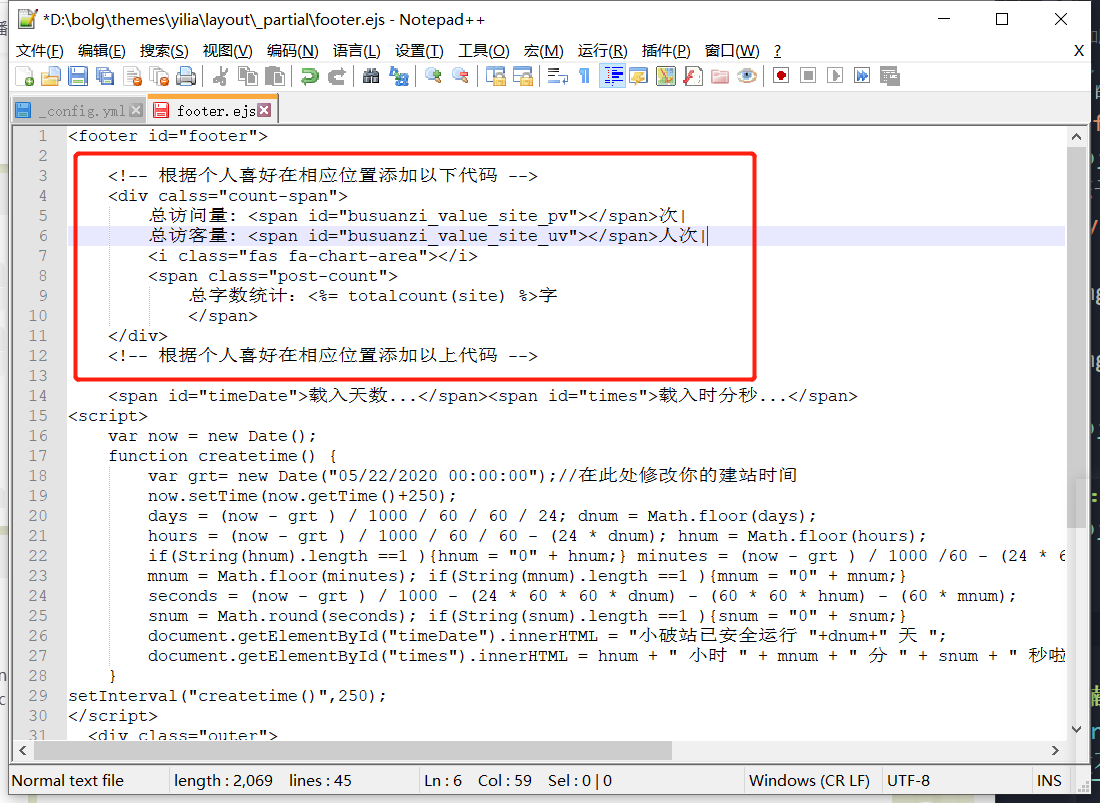 *D:\bolg\themes\yilia\layout\_partial\footer.ejs - Notepad++
文件(F) 编辑(E) 搜索(S) 视图(V) 编码(N) 语言(L) 设置(T) 工具(O) 宏(M) 运行(R) 插件(P) 窗口(W) ? X
_config.yml footer.ejs
1 <footer id="footer">
2
3 <!-- 根据个人喜好在相应位置添加以下代码 -->
4 <div calss="count-span">
5 总访问量: <span id="busuanzi_value_site_pv"></span>次|
6 总访客量: <span id="busuanzi_value_site_uv"></span>人次|
7 <i class="fas fa-chart-area"></i>
8 <span class="post-count">
9 总字数统计: <%= totalcount(site) %>字
10 </span>
11 </div>
12 <!-- 根据个人喜好在相应位置添加以上代码 -->
13
14 <span id="timeDate">载入天数...</span><span id="times">载入时分秒...</span>
15 <script>
16 var now = new Date();
17 function createtime() {
18 var grt= new Date("05/22/2020 00:00:00");//在此处修改你的建站时间
19 now.setTime(now.getTime()+250);
20 days = (now - grt ) / 1000 / 60 / 60 / 24; dnum = Math.floor(days);
21 hours = (now - grt ) / 1000 / 60 / 60 - (24 * dnum); hnum = Math.floor(hours);
22 if(String(hnum).length ==1 ){hnum = "0" + hnum;} minutes = (now - grt ) / 1000 /60 - (24 * 6
23 mnum = Math.floor(minutes); if(String(mnum).length ==1 ){mnum = "0" + mnum;}
24 seconds = (now - grt ) / 1000 - (24 * 60 * 60 * dnum) - (60 * 60 * hnum) - (60 * mnum);
25 snum = Math.round(seconds); if(String(snum).length ==1 ){snum = "0" + snum;}
26 document.getElementById("timeDate").innerHTML = "小破站已安全运行 "+dnum+" 天 ";
27 document.getElementById("times").innerHTML = hnum + " 小时 " + mnum + " 分 " + snum + " 秒啦
28 }
29 setInterval("createtime()",250);
30 </script>
31 <div class="outer">
Normal text file length : 2,069 lines : 45 Ln : 6 Col : 59 Sel : 0 | 0 Windows (CR LF) UTF-8 INS